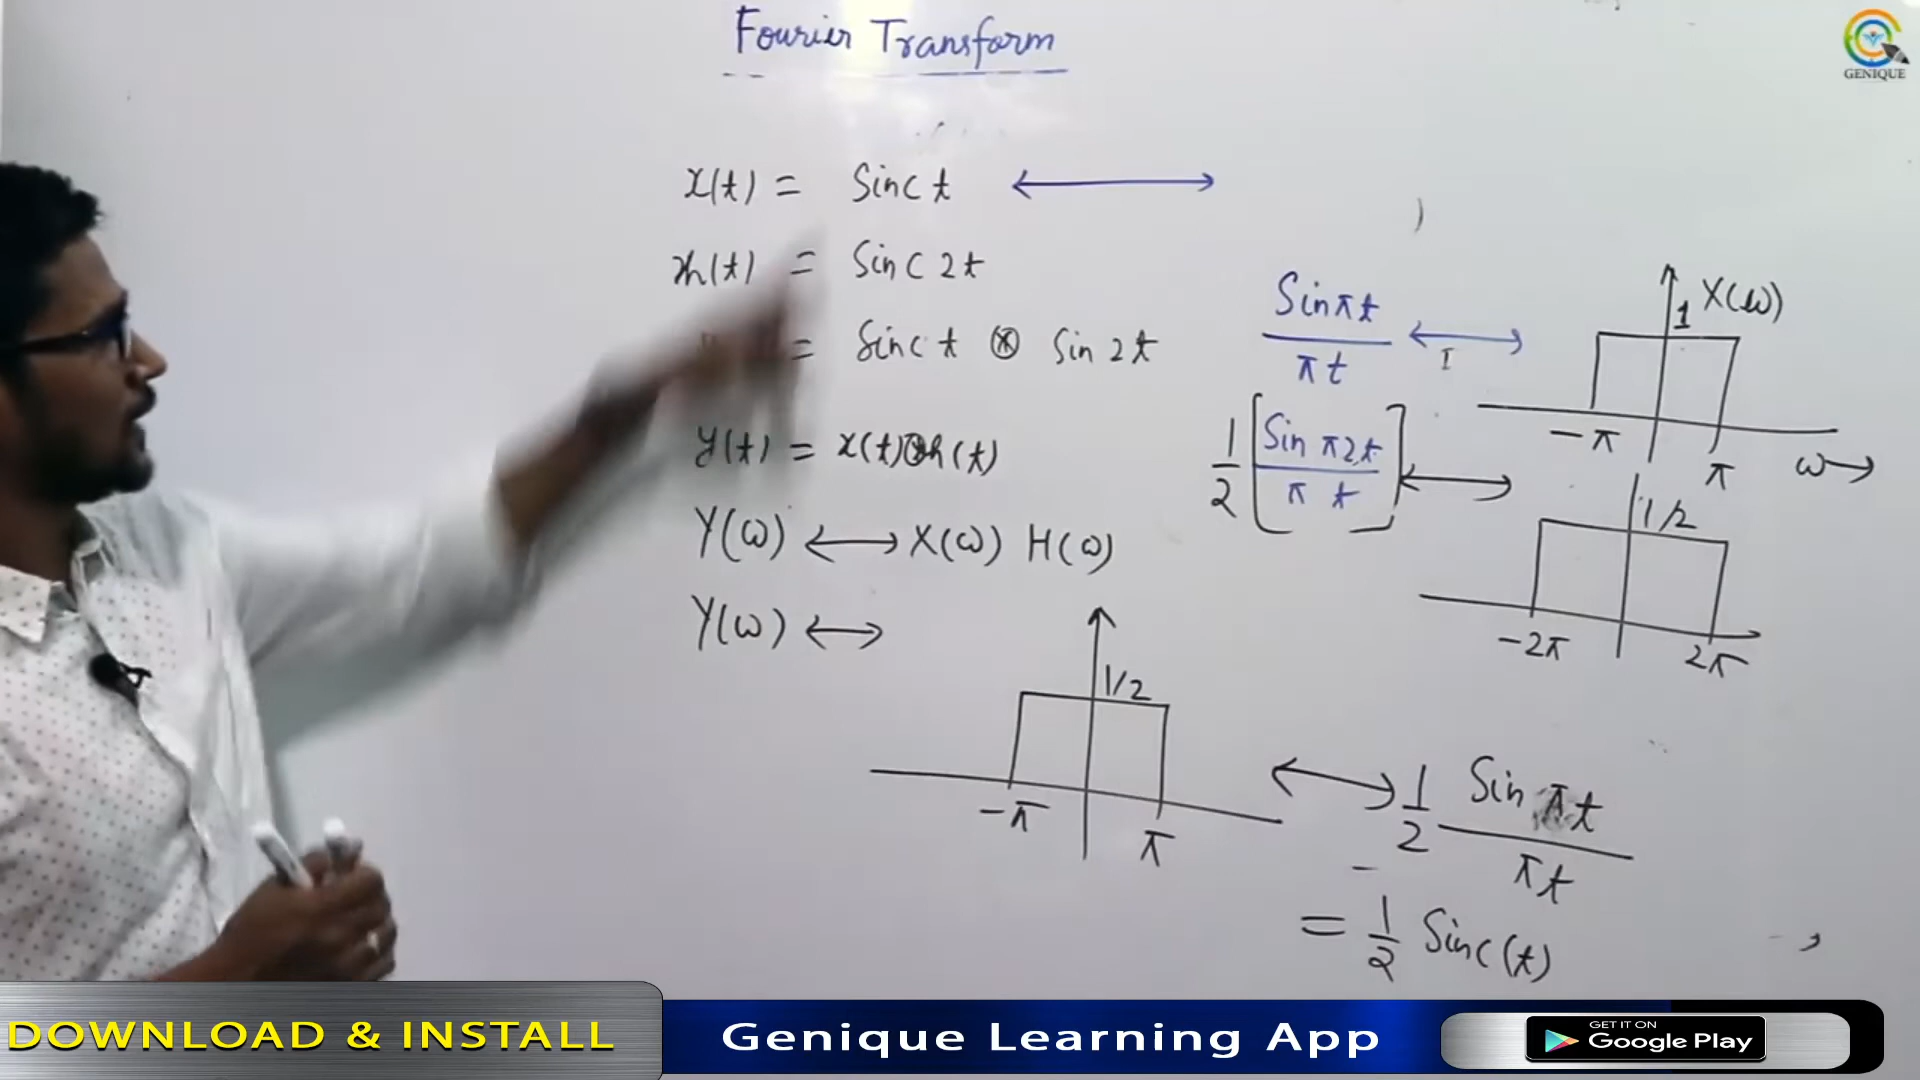 Fourier Transform
GENIQUE
x(t) = Sinc t ⟷
h(t) = Sinc 2t
= Sinc t ⊛ Sin 2t
y(t) = x(t)⊛h(t)
Y(ω) ⟷ X(ω) H(ω)
Y(ω) ⟷
1/2
-π π
Sin πt / πt ⟷
1 X(ω)
-π π ω→
1/2 [Sin π2t / π t] ⟷
1/2
-2π 2π
⟷ 1/2 Sin πt / πt
= 1/2 Sinc(t)
DOWNLOAD & INSTALL
Genique Learning App
GET IT ON
Google Play